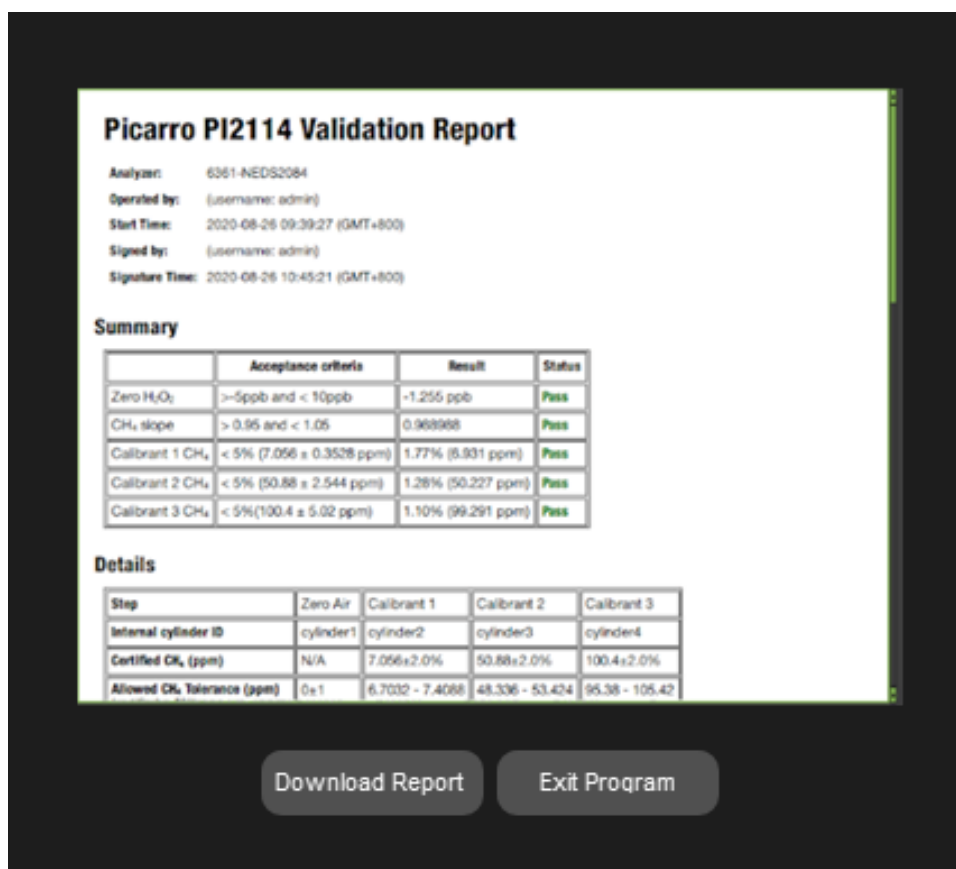 Picarro PI2114 Validation Report
Analyzer: 6361-NEDS2084
Operated by: (username: admin)
Start Time: 2020-08-26 09:39:27 (GMT+800)
Signed by: (username: admin)
Signature Time: 2020-08-26 10:45:21 (GMT+800)
Summary
Acceptance criteria Result Status
Zero H₂O₂ >-5ppb and < 10ppb -1.255 ppb Pass
CH₄ slope > 0.95 and < 1.05 0.988988 Pass
Calibrant 1 CH₄ < 5% (7.056 ± 0.3528 ppm) 1.77% (6.931 ppm) Pass
Calibrant 2 CH₄ < 5% (50.88 ± 2.544 ppm) 1.28% (50.227 ppm) Pass
Calibrant 3 CH₄ < 5%(100.4 ± 5.02 ppm) 1.10% (99.291 ppm) Pass
Details
Step Zero Air Calibrant 1 Calibrant 2 Calibrant 3
Internal cylinder ID cylinder1 cylinder2 cylinder3 cylinder4
Certified CH₄ (ppm) N/A 7.056±2.0% 50.88±2.0% 100.4±2.0%
Allowed CH₄ Tolerance (ppm) 0±1 6.7032 - 7.4088 48.336 - 53.424 95.38 - 105.42
Download Report Exit Program